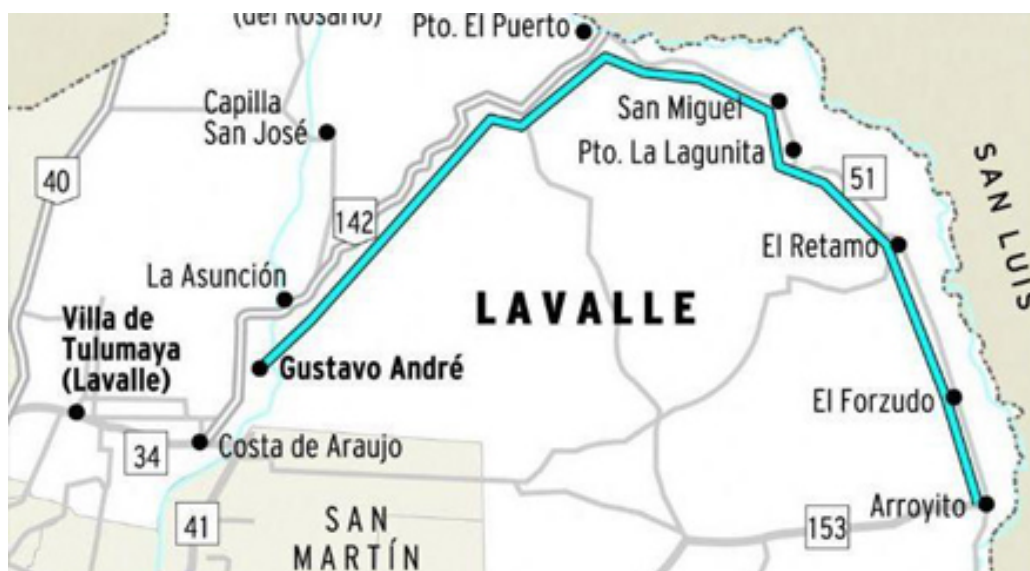 (del Rosario)
Pto. El Puerto
Capilla
San José
San Miguel
Pto. La Lagunita
40
51
SAN LUIS
142
El Retamo
La Asunción
LAVALLE
Villa de
Tulumaya
(Lavalle)
Gustavo André
El Forzudo
34
Costa de Araujo
Arroyito
41
SAN
MARTÍN
153